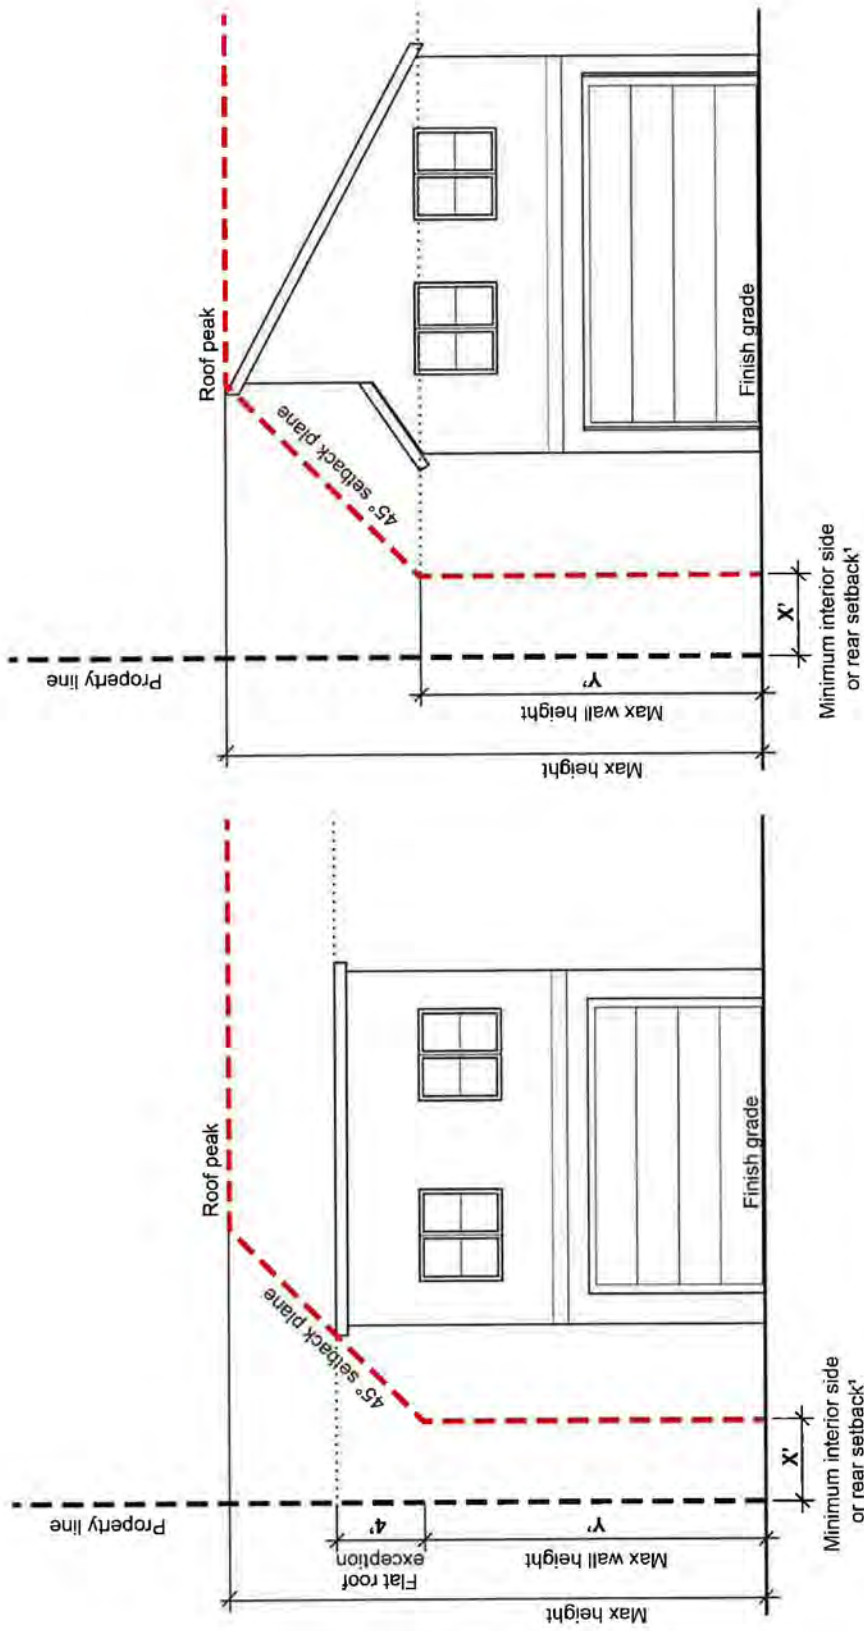 Property line
Roof peak
45° setback plane
Max height
Max wall height
Y'
X'
Finish grade
Minimum interior side
or rear setback¹
Property line
Roof peak
45° setback plane
Flat roof
exception
4'
Max height
Max wall height
Y'
X'
Finish grade
Minimum interior side
or rear setback¹